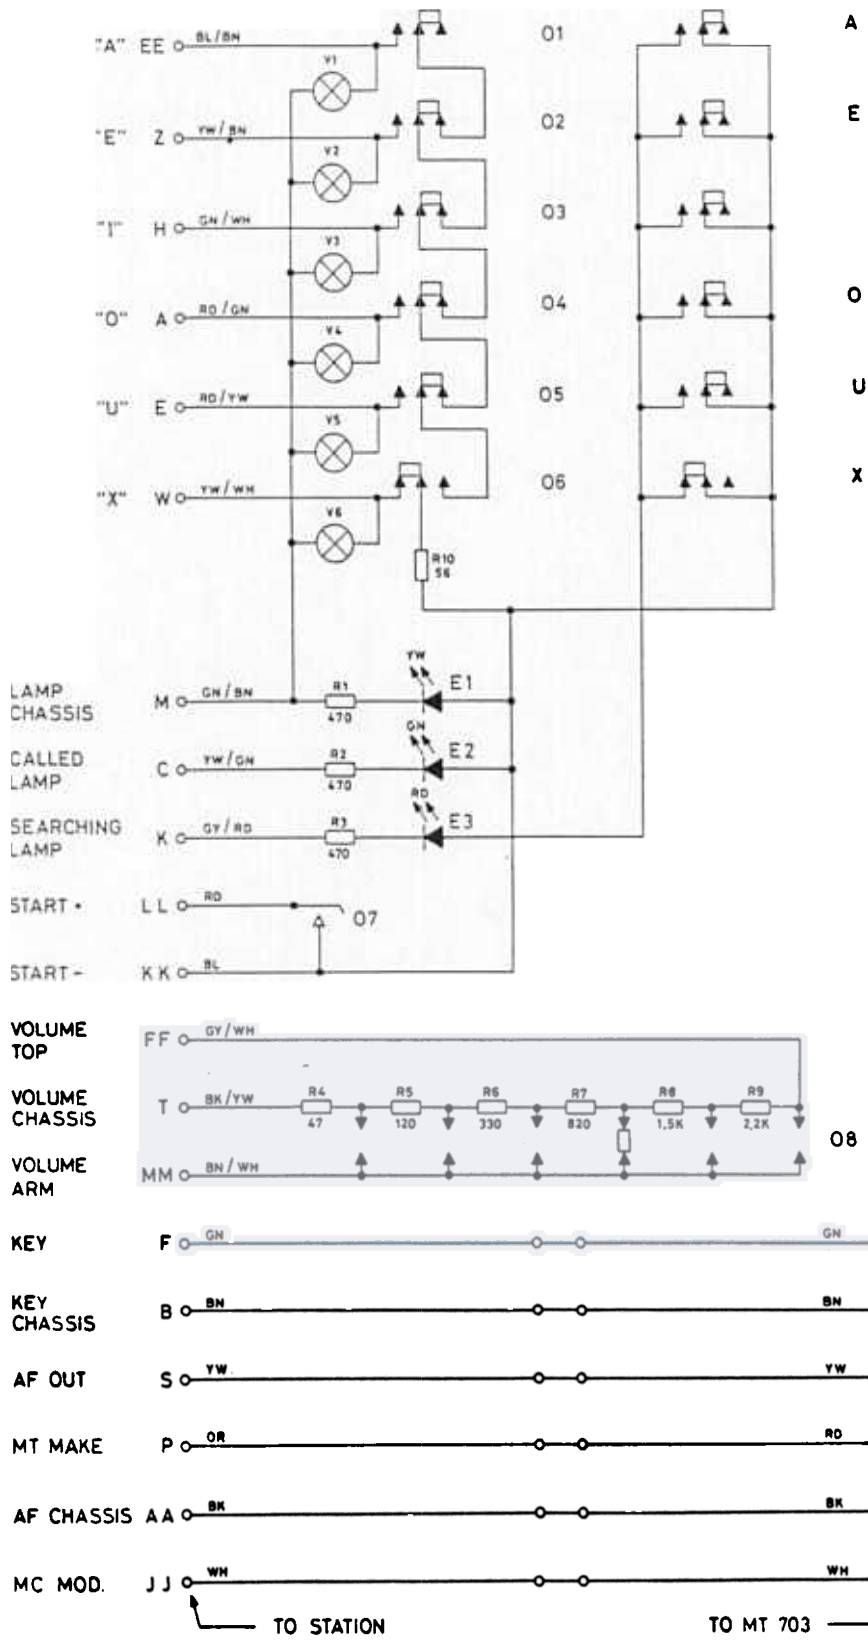 "A" EE BL/BN O1 A
V1
"E" Z YW/BN O2 E
V2
"I" H GN/WH O3
V3
"O" A RD/GN O4 O
V4
"U" E RD/YW O5 U
V5
"X" W YW/WH O6 X
V6
R10
56
YW
LAMP
CHASSIS M GN/BN R1 E1
470
GN
CALLED
LAMP C YW/GN R2 E2
470
RD
SEARCHING
LAMP K GY/RD R3 E3
470
START + LL RD O7
START - KK BL
VOLUME
TOP FF GY/WH
VOLUME
CHASSIS T BK/YW R4 R5 R6 R7 R8 R9
47 120 330 820 1,5K 2,2K
O8
VOLUME
ARM MM BN/WH
KEY F GN GN
KEY
CHASSIS B BN BN
AF OUT S YW YW
MT MAKE P OR RD
AF CHASSIS AA BK BK
MC MOD. JJ WH WH
TO STATION TO MT 703